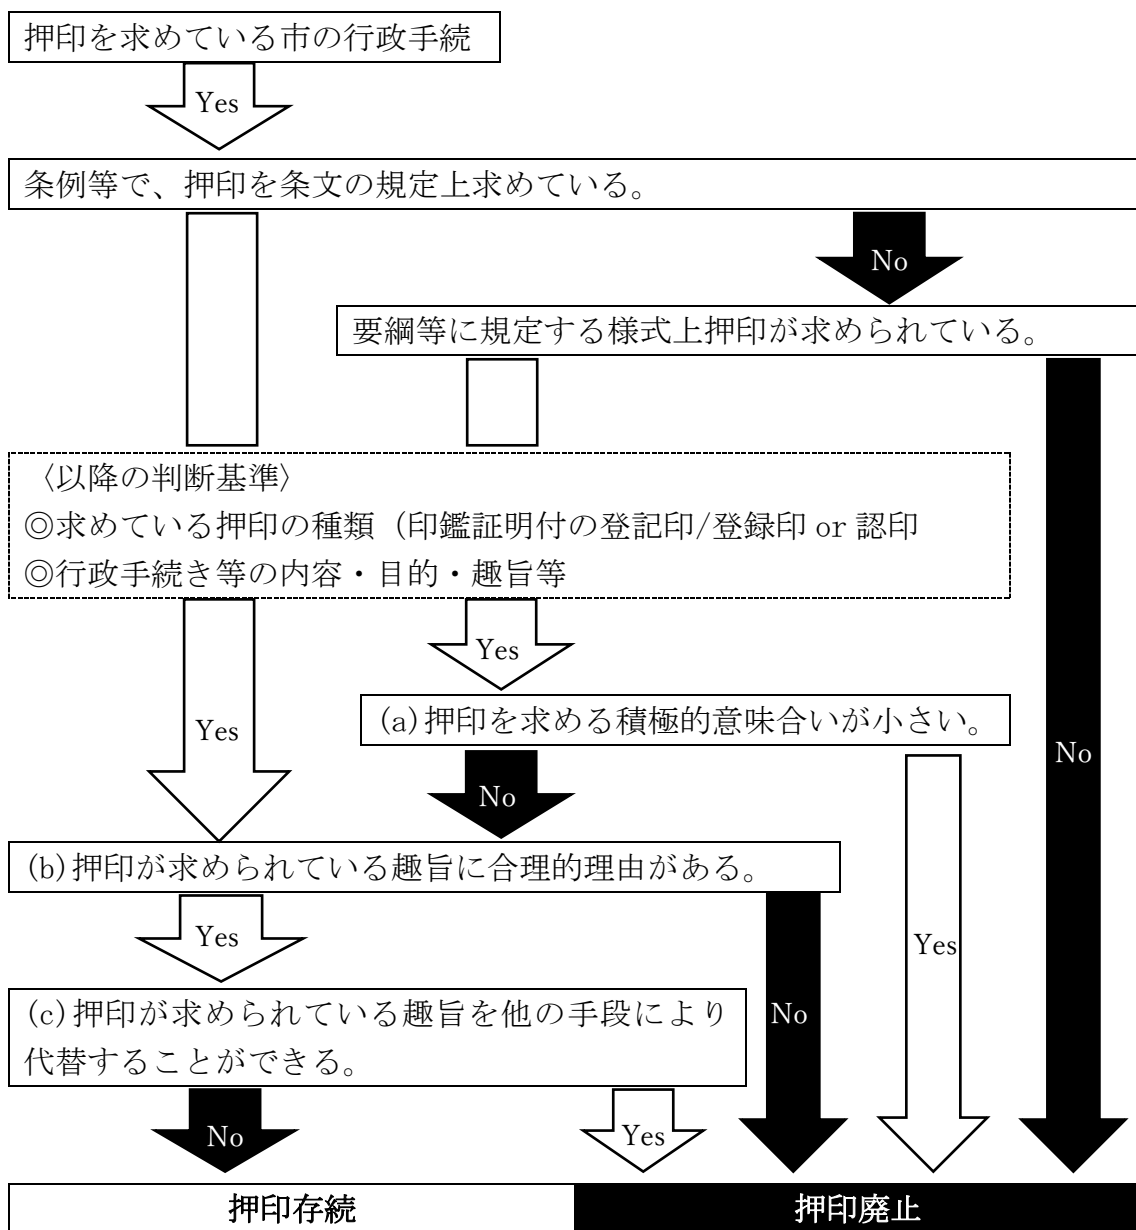 押印を求めている市の行政手続
Yes
条例等で、押印を条文の規定上求めている。
No
要綱等に規定する様式上押印が求められている。
〈以降の判断基準〉
◎求めている押印の種類（印鑑証明付の登記印/登録印 or 認印
◎行政手続き等の内容・目的・趣旨等
Yes
Yes
(a)押印を求める積極的意味合いが小さい。
No
No
(b)押印が求められている趣旨に合理的理由がある。
Yes
Yes
(c)押印が求められている趣旨を他の手段により
代替することができる。
No
No
Yes
押印存続
押印廃止